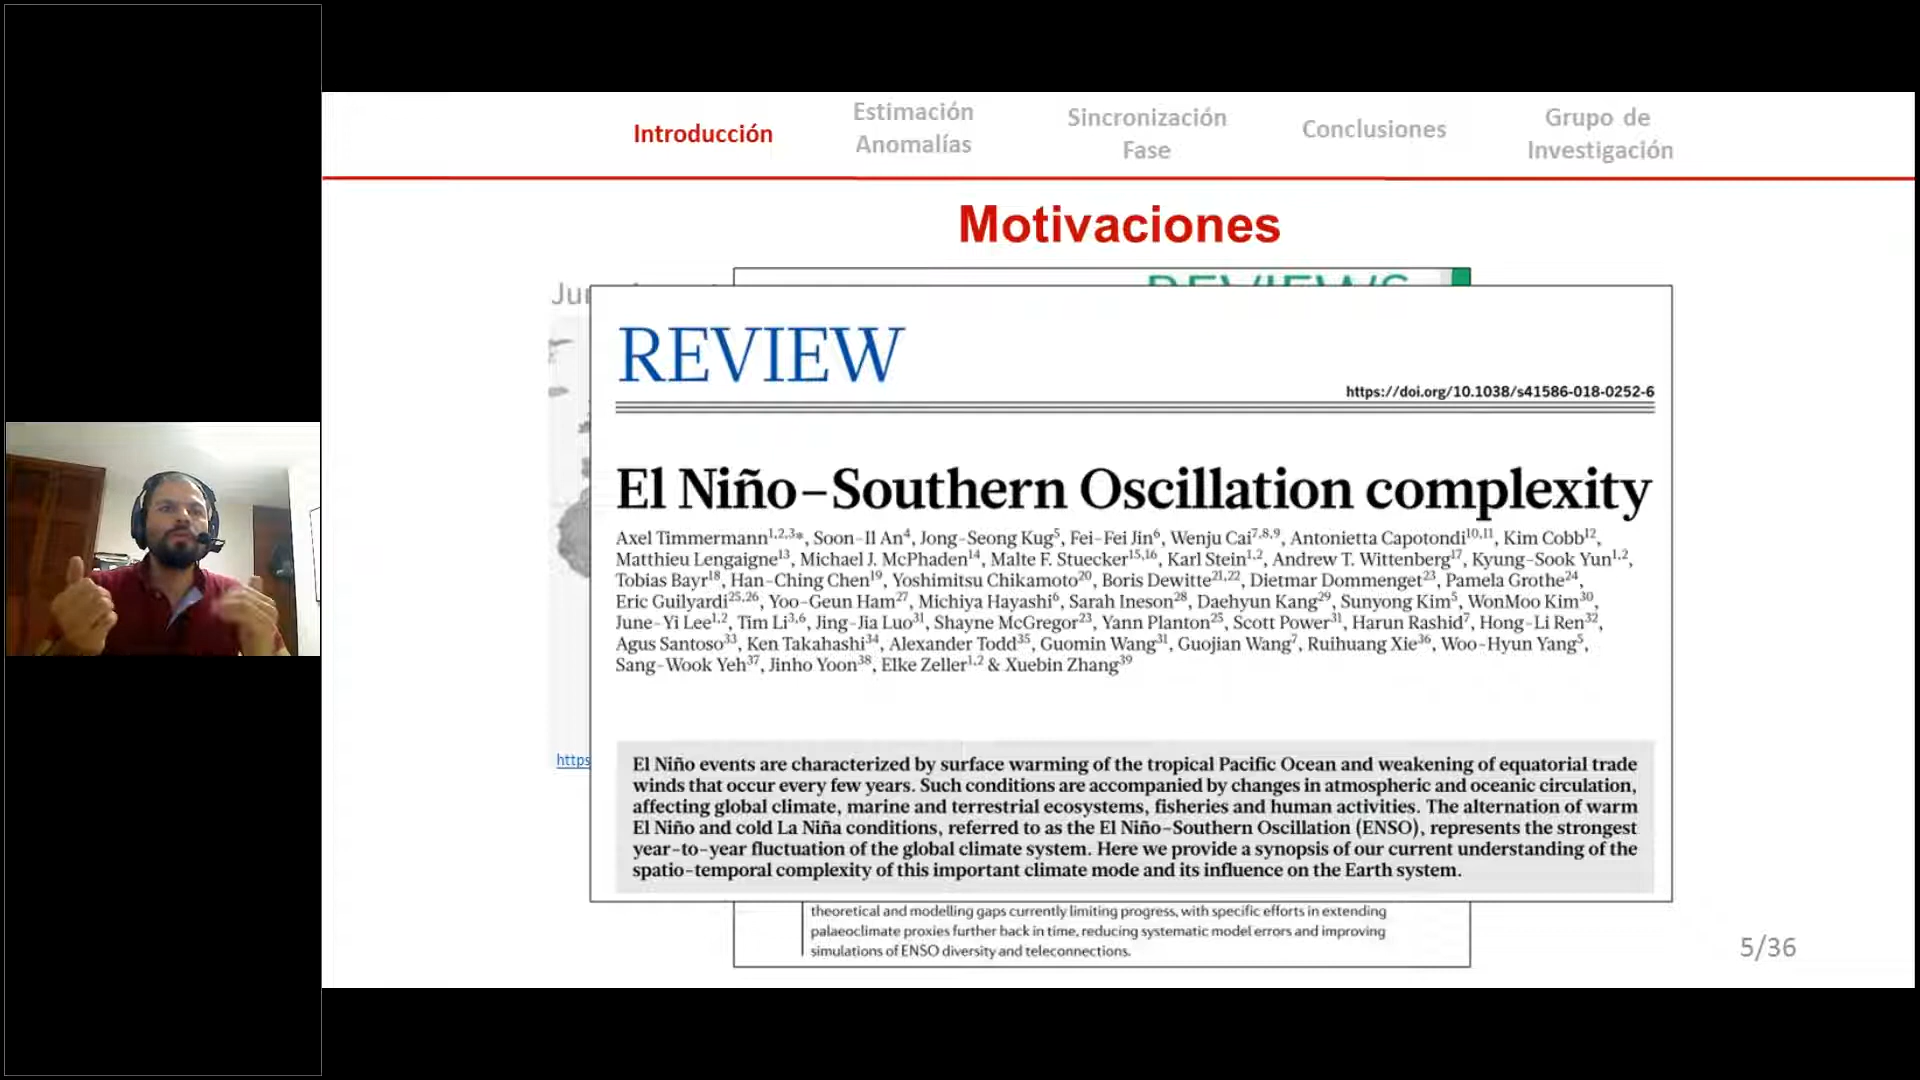 Introducción
Estimación
Anomalías
Sincronización
Fase
Conclusiones
Grupo de
Investigación
Motivaciones
REVIEWS
REVIEW
https://doi.org/10.1038/s41586-018-0252-6
El Niño–Southern Oscillation complexity
Axel Timmermann1,2,3*, Soon-Il An4, Jong-Seong Kug5, Fei-Fei Jin6, Wenju Cai7,8,9, Antonietta Capotondi10,11, Kim Cobb12,
Matthieu Lengaigne13, Michael J. McPhaden14, Malte F. Stuecker15,16, Karl Stein1,2, Andrew T. Wittenberg17, Kyung-Sook Yun1,2,
Tobias Bayr18, Han-Ching Chen19, Yoshimitsu Chikamoto20, Boris Dewitte21,22, Dietmar Dommenget23, Pamela Grothe24,
Eric Guilyardi25,26, Yoo-Geun Ham27, Michiya Hayashi6, Sarah Ineson28, Daehyun Kang29, Sunyong Kim5, WonMoo Kim30,
June-Yi Lee1,2, Tim Li3,6, Jing-Jia Luo31, Shayne McGregor23, Yann Planton25, Scott Power31, Harun Rashid7, Hong-Li Ren32,
Agus Santoso33, Ken Takahashi34, Alexander Todd35, Guomin Wang31, Guojian Wang7, Ruihuang Xie36, Woo-Hyun Yang5,
Sang-Wook Yeh37, Jinho Yoon38, Elke Zeller1,2 & Xuebin Zhang39
El Niño events are characterized by surface warming of the tropical Pacific Ocean and weakening of equatorial trade
winds that occur every few years. Such conditions are accompanied by changes in atmospheric and oceanic circulation,
affecting global climate, marine and terrestrial ecosystems, fisheries and human activities. The alternation of warm
El Niño and cold La Niña conditions, referred to as the El Niño–Southern Oscillation (ENSO), represents the strongest
year-to-year fluctuation of the global climate system. Here we provide a synopsis of our current understanding of the
spatio-temporal complexity of this important climate mode and its influence on the Earth system.
https
theoretical and modelling gaps currently limiting progress, with specific efforts in extending
palaeoclimate proxies further back in time, reducing systematic model errors and improving
simulations of ENSO diversity and teleconnections.
5/36